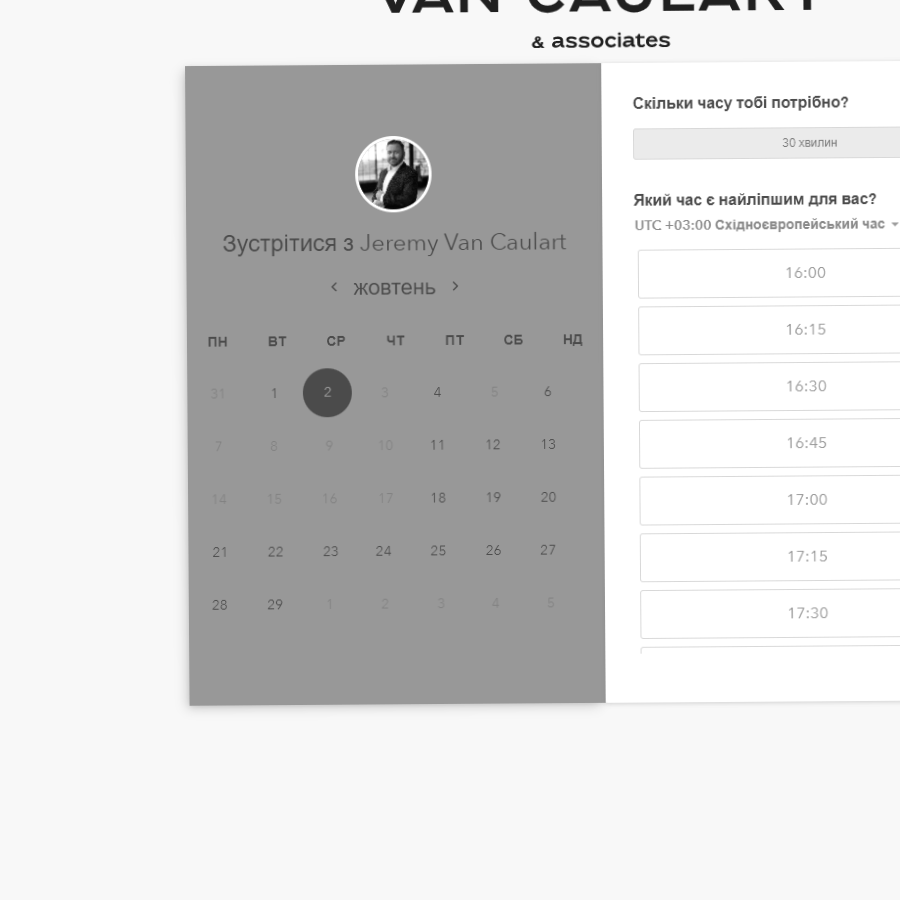 VAN CAULART
& associates
Зустрітися з Jeremy Van Caulart
жовтень
ПН ВТ СР ЧТ ПТ СБ НД
31 1 2 3 4 5 6
7 8 9 10 11 12 13
14 15 16 17 18 19 20
21 22 23 24 25 26 27
28 29 1 2 3 4 5
Скільки часу тобі потрібно?
30 хвилин
Який час є найліпшим для вас?
UTC +03:00 Східноєвропейський час
16:00
16:15
16:30
16:45
17:00
17:15
17:30